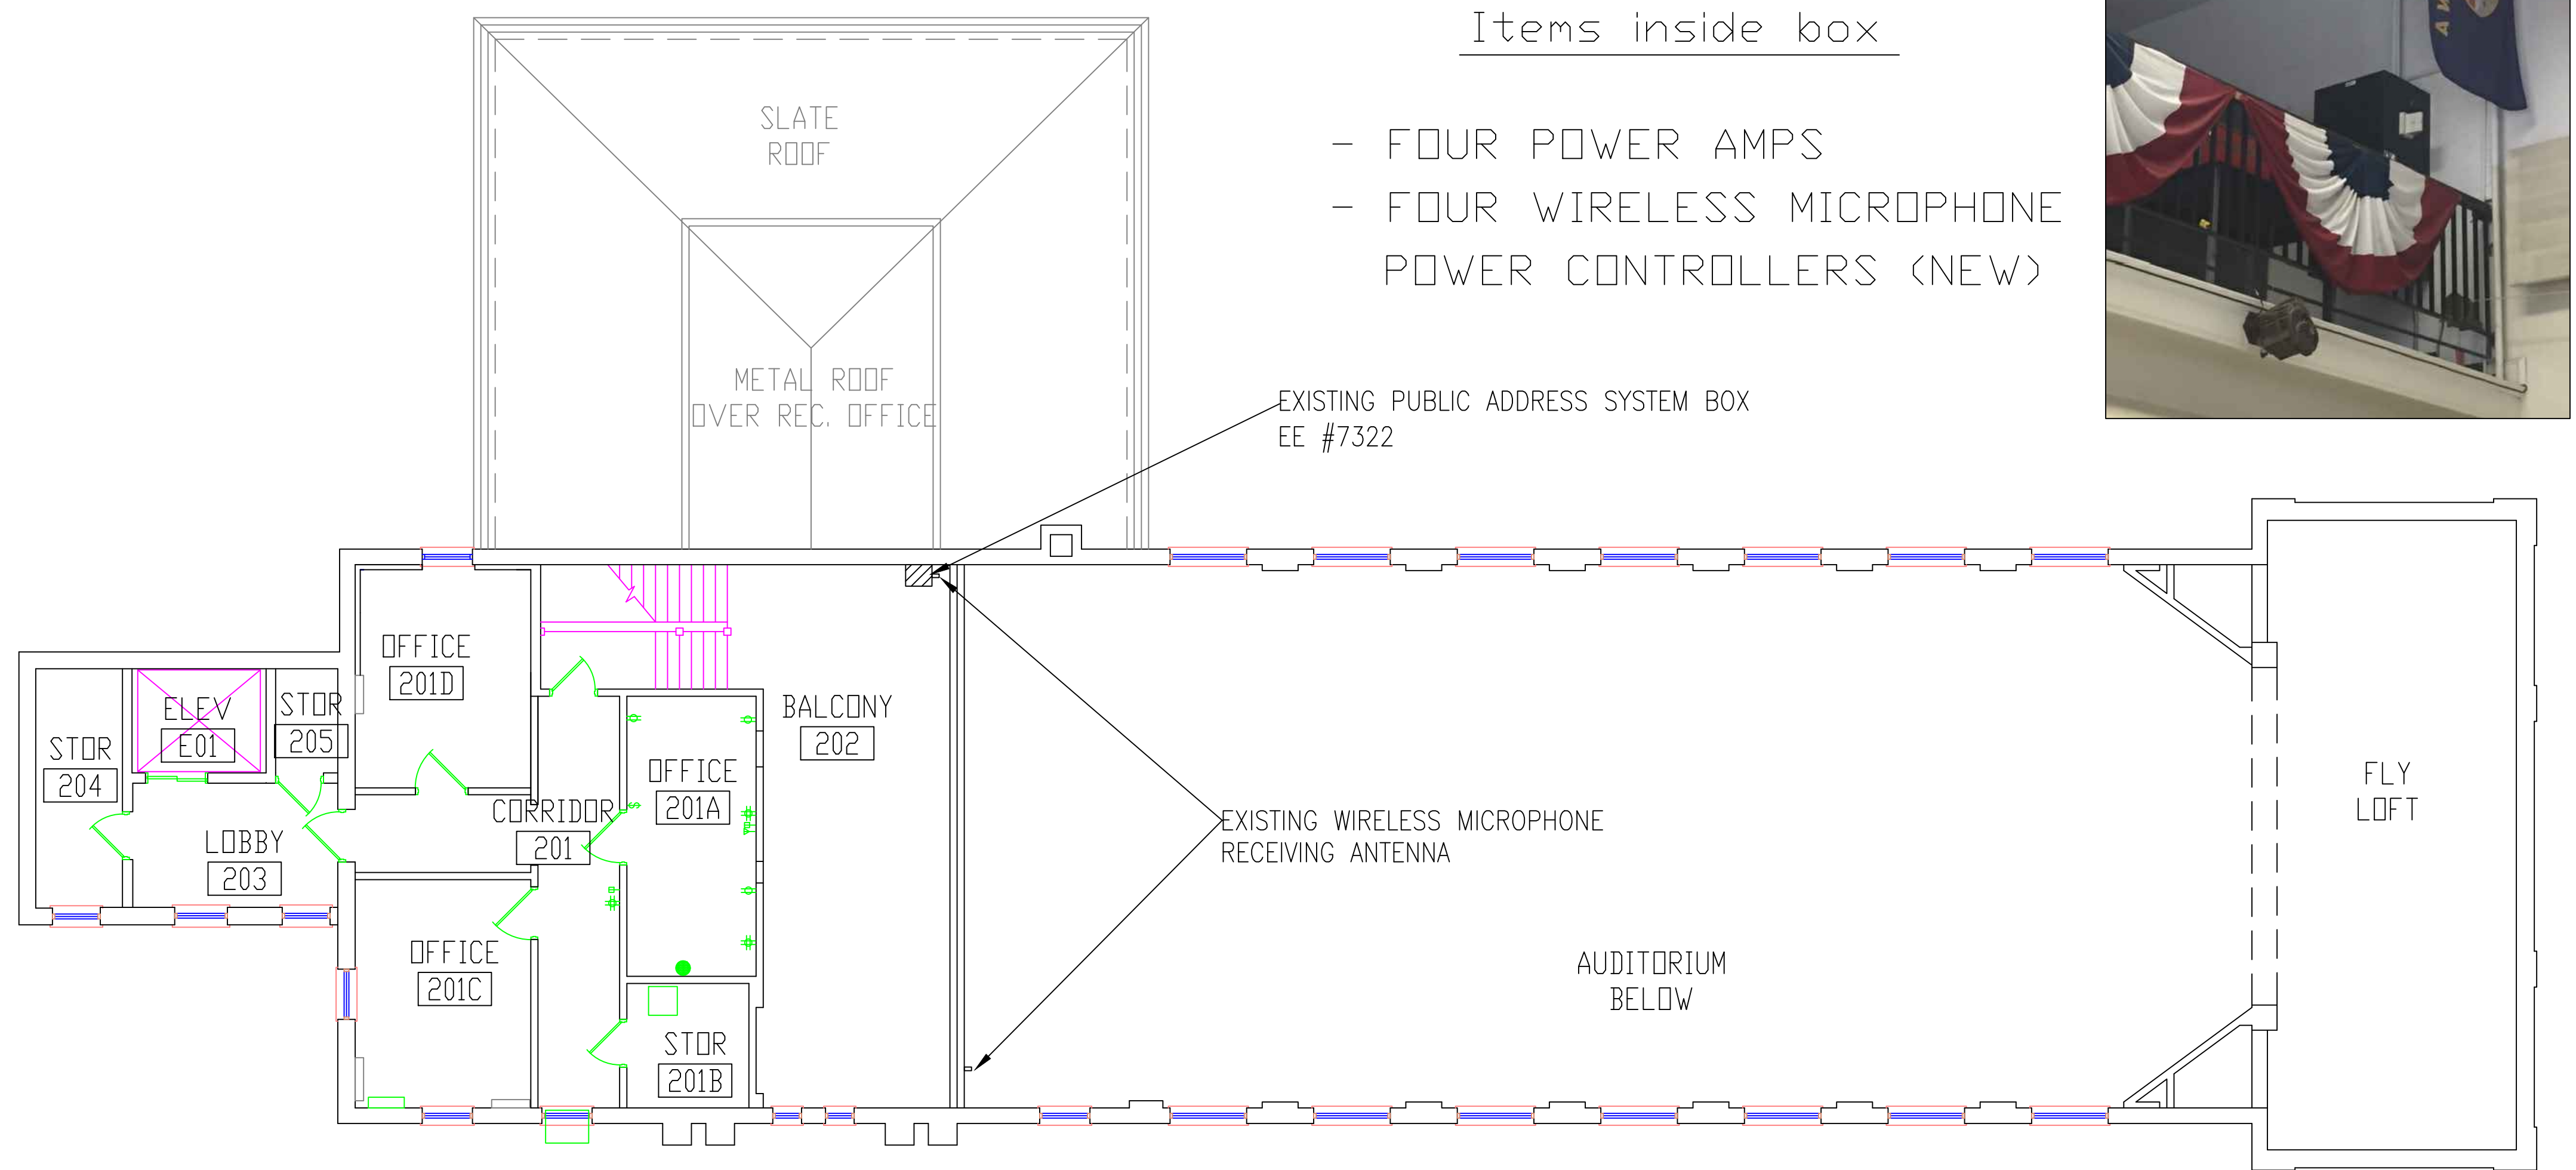 Items inside box
- FOUR POWER AMPS
- FOUR WIRELESS MICROPHONE
POWER CONTROLLERS (NEW)
SLATE
ROOF
METAL ROOF
OVER REC. OFFICE
EXISTING PUBLIC ADDRESS SYSTEM BOX
EE #7322
OFFICE
201D
ELEV
E01
STOR
205
STOR
204
LOBBY
203
CORRIDOR
201
OFFICE
201A
BALCONY
202
OFFICE
201C
STOR
201B
EXISTING WIRELESS MICROPHONE
RECEIVING ANTENNA
AUDITORIUM
BELOW
FLY
LOFT